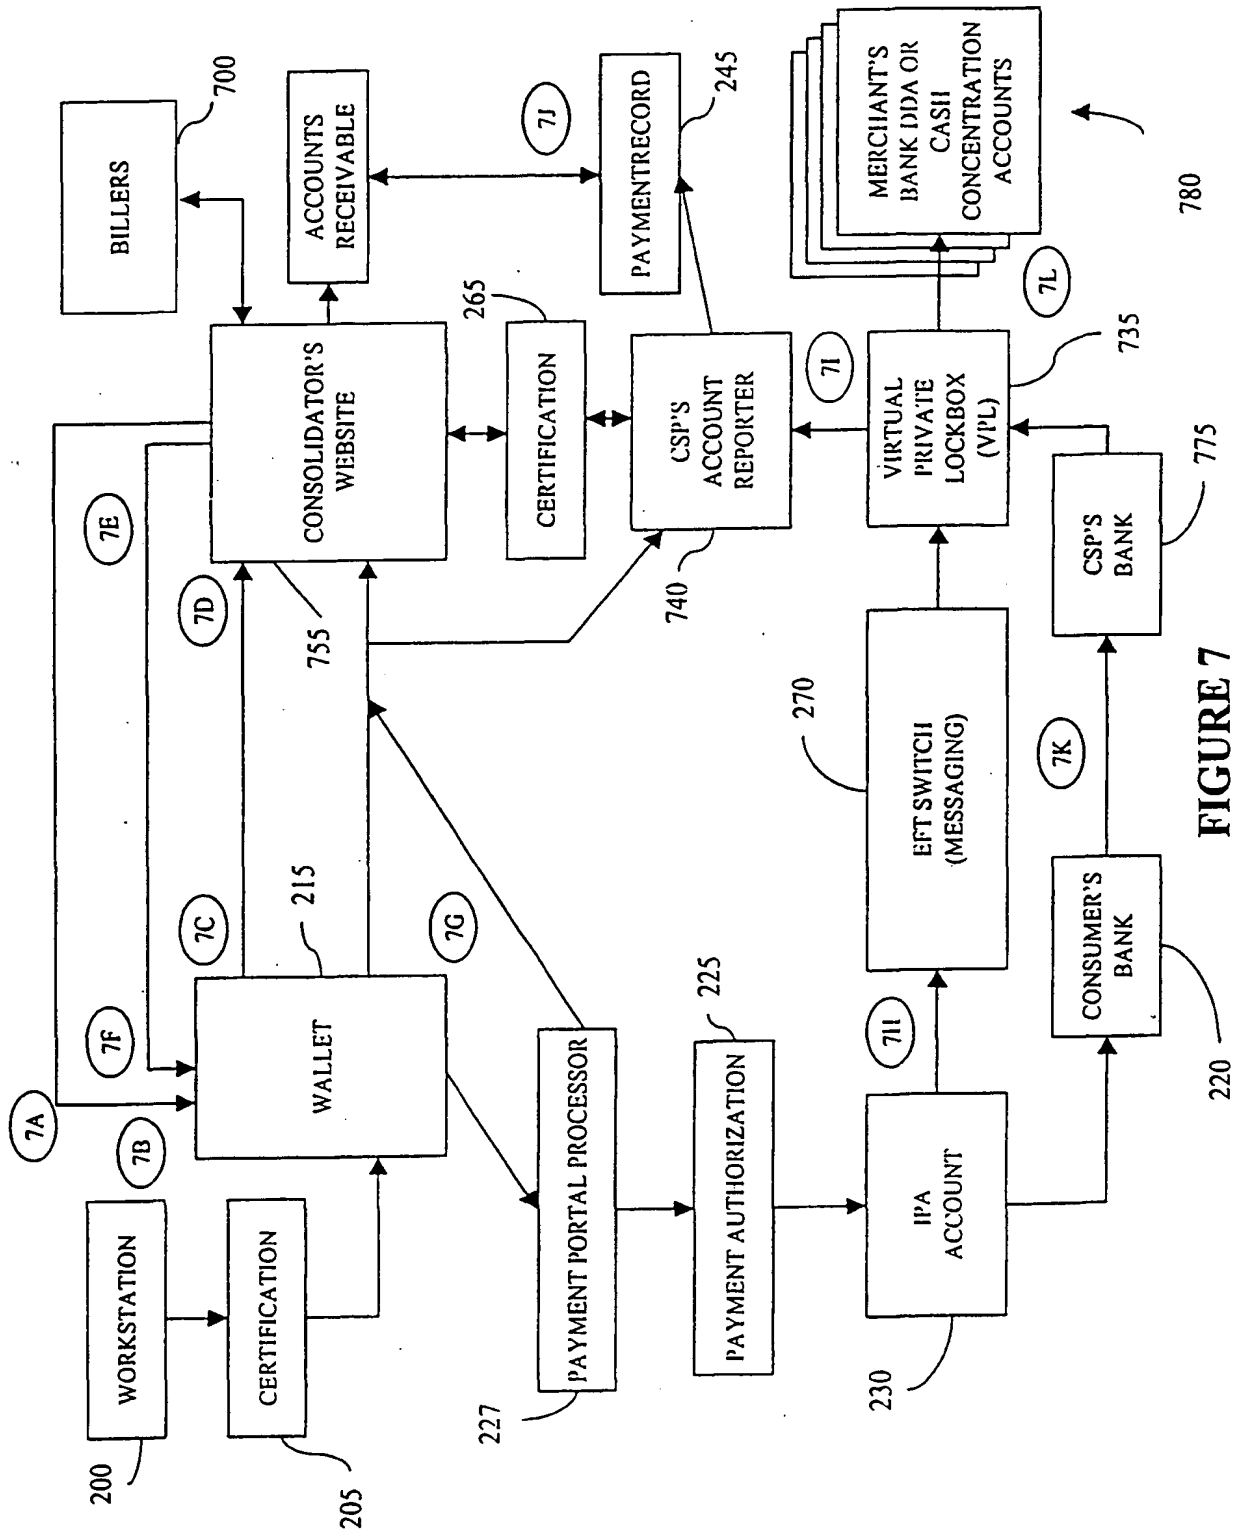 7A
7B
7F
7C
7D
7E
WORKSTATION
200
CERTIFICATION
205
WALLET
215
CONSOLIDATOR'S
WEBSITE
755
BILLERS
700
ACCOUNTS
RECEIVABLE
7G
CERTIFICATION
265
7J
PAYMENT PORTAL PROCESSOR
227
CSP'S
ACCOUNT
REPORTER
740
PAYMENTRECORD
245
PAYMENT AUTHORIZATION
225
7I
IPA
ACCOUNT
230
7H
EFT SWITCH
(MESSAGING)
270
VIRTUAL
PRIVATE
LOCKBOX
(VPL)
735
MERCHANT'S
BANK DDA OR
CASH
CONCENTRATION
ACCOUNTS
780
7L
CONSUMER'S
BANK
220
7K
CSP'S
BANK
775
FIGURE 7